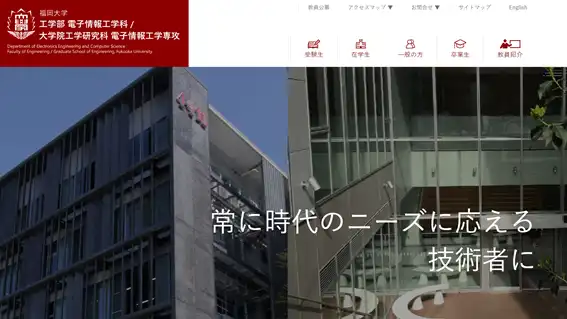 福岡大学
工学部 電子情報工学科 /
大学院工学研究科 電子情報工学専攻
Department of Electronics Engineering and Computer Science
Faculty of Engineering / Graduate School of Engineering, Fukuoka University
教員公募 アクセスマップ ▼ お問合せ ▼ サイトマップ English
受験生 在学生 一般の方 卒業生 教員紹介
常に時代のニーズに応える
技術者に